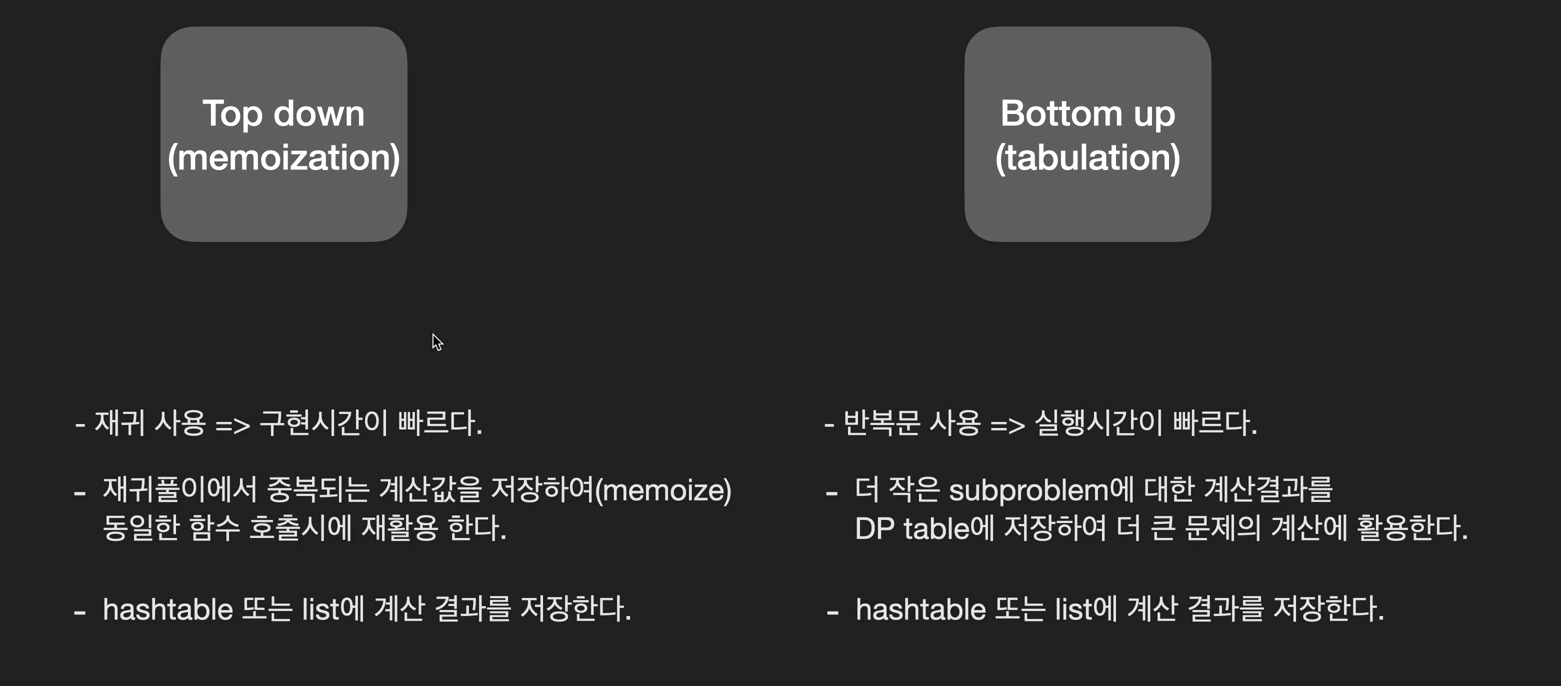 Top down
(memoization)
- 재귀 사용 => 구현시간이 빠르다.
- 재귀풀이에서 중복되는 계산값을 저장하여(memoize)
동일한 함수 호출시에 재활용 한다.
- hashtable 또는 list에 계산 결과를 저장한다.
Bottom up
(tabulation)
- 반복문 사용 => 실행시간이 빠르다.
- 더 작은 subproblem에 대한 계산결과를
DP table에 저장하여 더 큰 문제의 계산에 활용한다.
- hashtable 또는 list에 계산 결과를 저장한다.